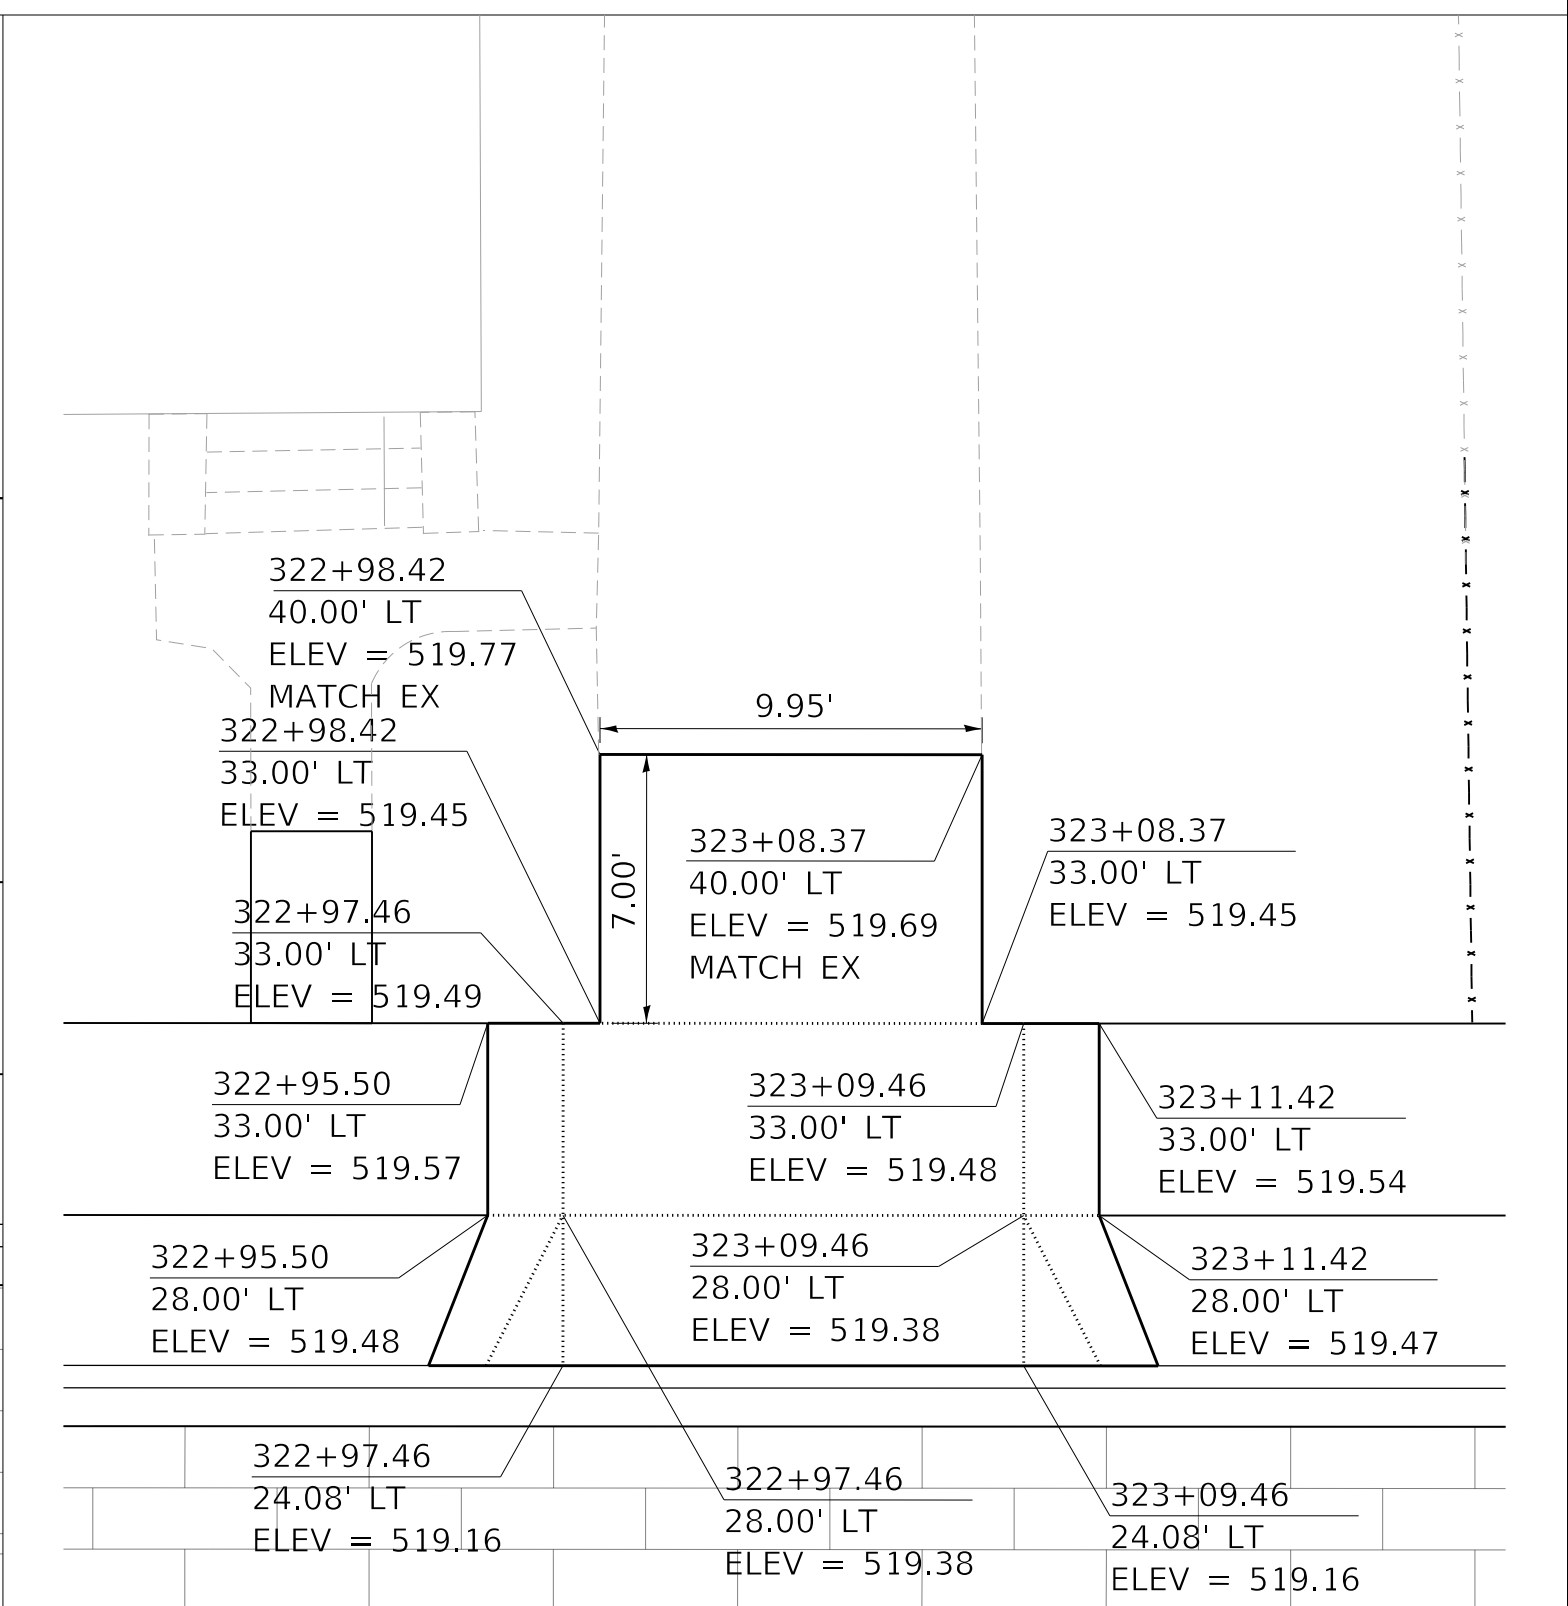 322+98.42
40.00' LT
ELEV = 519.77
MATCH EX
322+98.42
33.00' LT
ELEV = 519.45
9.95'
7.00'
323+08.37
40.00' LT
ELEV = 519.69
MATCH EX
323+08.37
33.00' LT
ELEV = 519.45
322+97.46
33.00' LT
ELEV = 519.49
322+95.50
33.00' LT
ELEV = 519.57
323+09.46
33.00' LT
ELEV = 519.48
323+11.42
33.00' LT
ELEV = 519.54
322+95.50
28.00' LT
ELEV = 519.48
323+09.46
28.00' LT
ELEV = 519.38
323+11.42
28.00' LT
ELEV = 519.47
322+97.46
24.08' LT
ELEV = 519.16
322+97.46
28.00' LT
ELEV = 519.38
323+09.46
24.08' LT
ELEV = 519.16